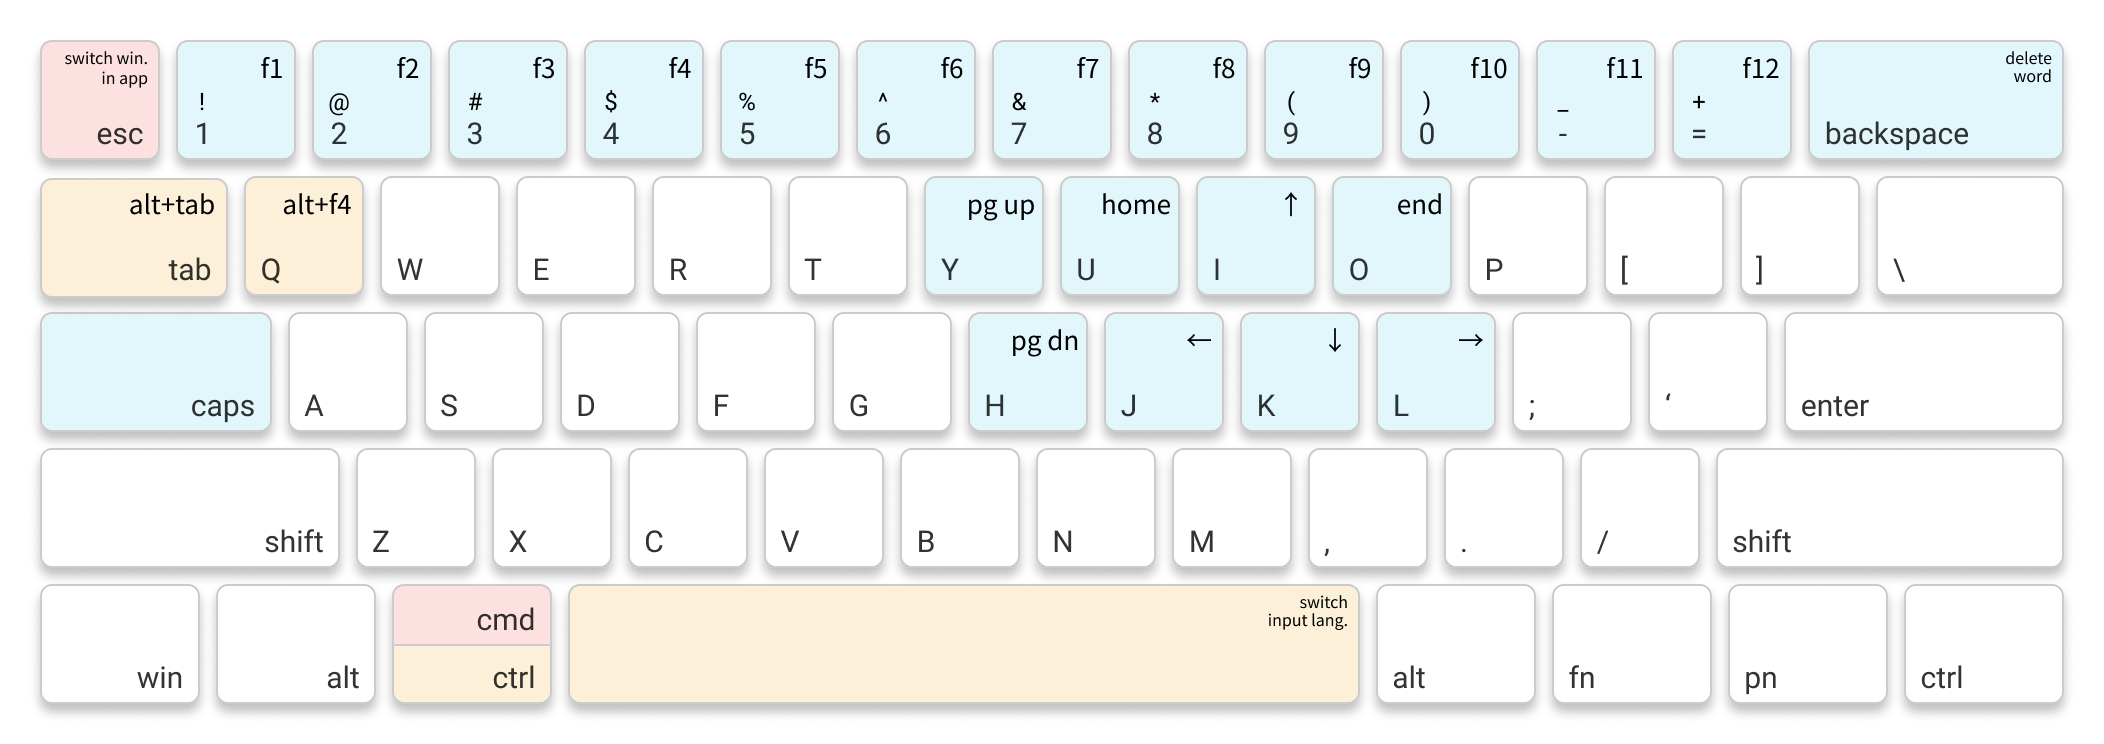 switch win.
in app
esc
f1
!
1
f2
@
2
f3
#
3
f4
$
4
f5
%
5
f6
^
6
f7
&
7
f8
*
8
f9
(
9
f10
)
0
f11
_
-
f12
+
=
delete
word
backspace
alt+tab
tab
alt+f4
Q
W
E
R
T
pg up
Y
home
U
↑
I
end
O
P
[
]
\
caps
A
S
D
F
G
pg dn
H
←
J
↓
K
→
L
;
‘
enter
shift
Z
X
C
V
B
N
M
,
.
/
shift
win
alt
cmd
ctrl
switch
input lang.
alt
fn
pn
ctrl